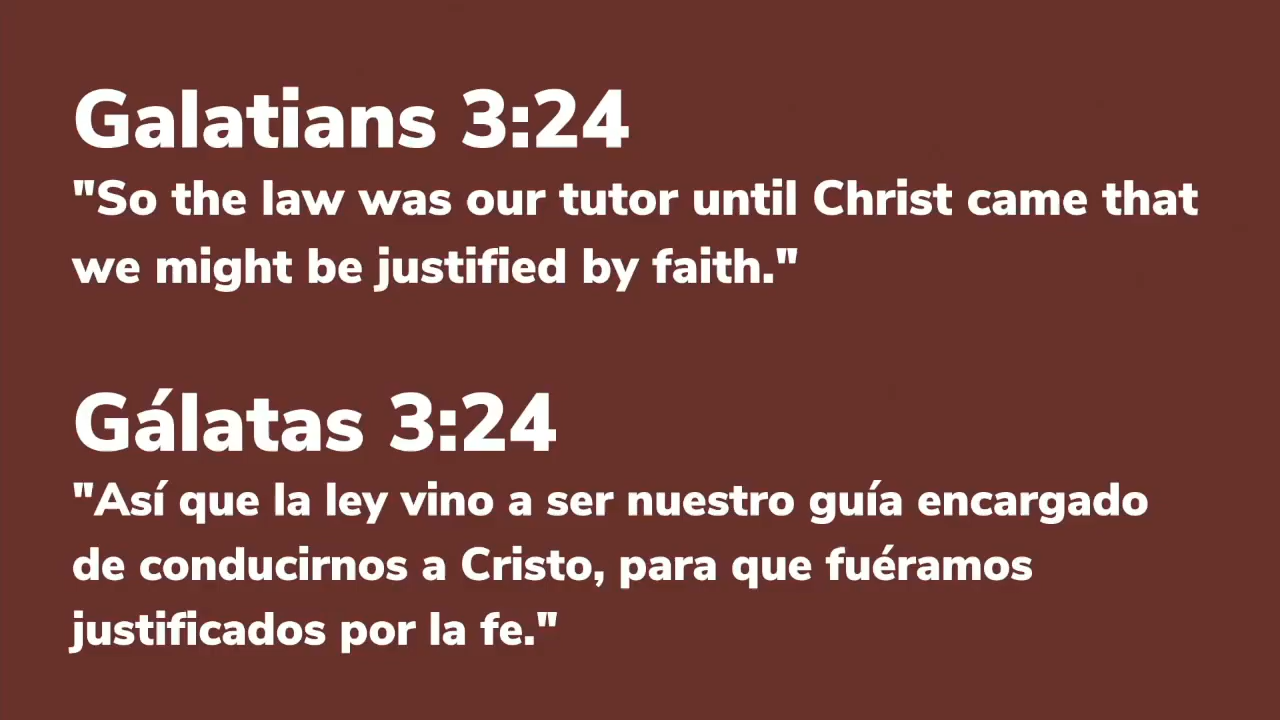 Galatians 3:24
"So the law was our tutor until Christ came that
we might be justified by faith."
Gálatas 3:24
"Así que la ley vino a ser nuestro guía encargado
de conducirnos a Cristo, para que fuéramos
justificados por la fe."